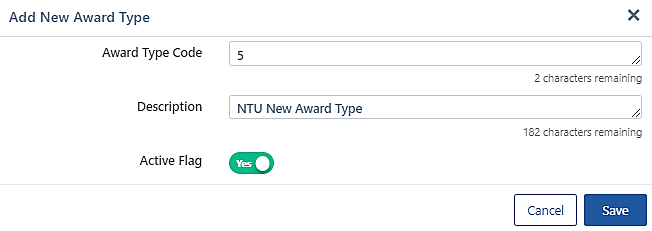 Add New Award Type
Award Type Code
5
2 characters remaining
Description
NTU New Award Type
182 characters remaining
Active Flag
Yes
Cancel
Save